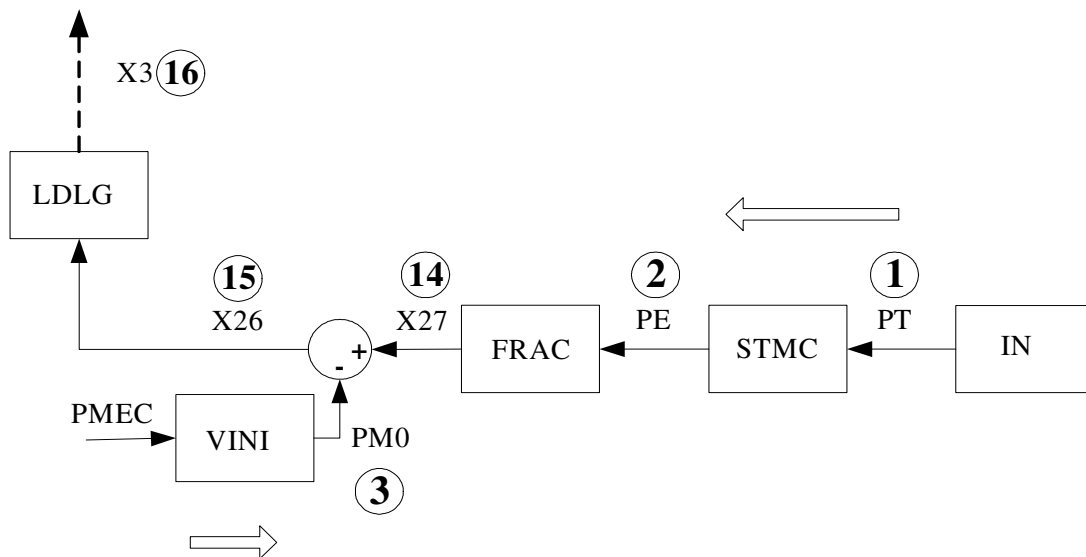 X3 16
LDLG
15
X26
14
X27
2
PE
1
PT
+
-
FRAC
STMC
IN
PMEC
VINI
PM0
3